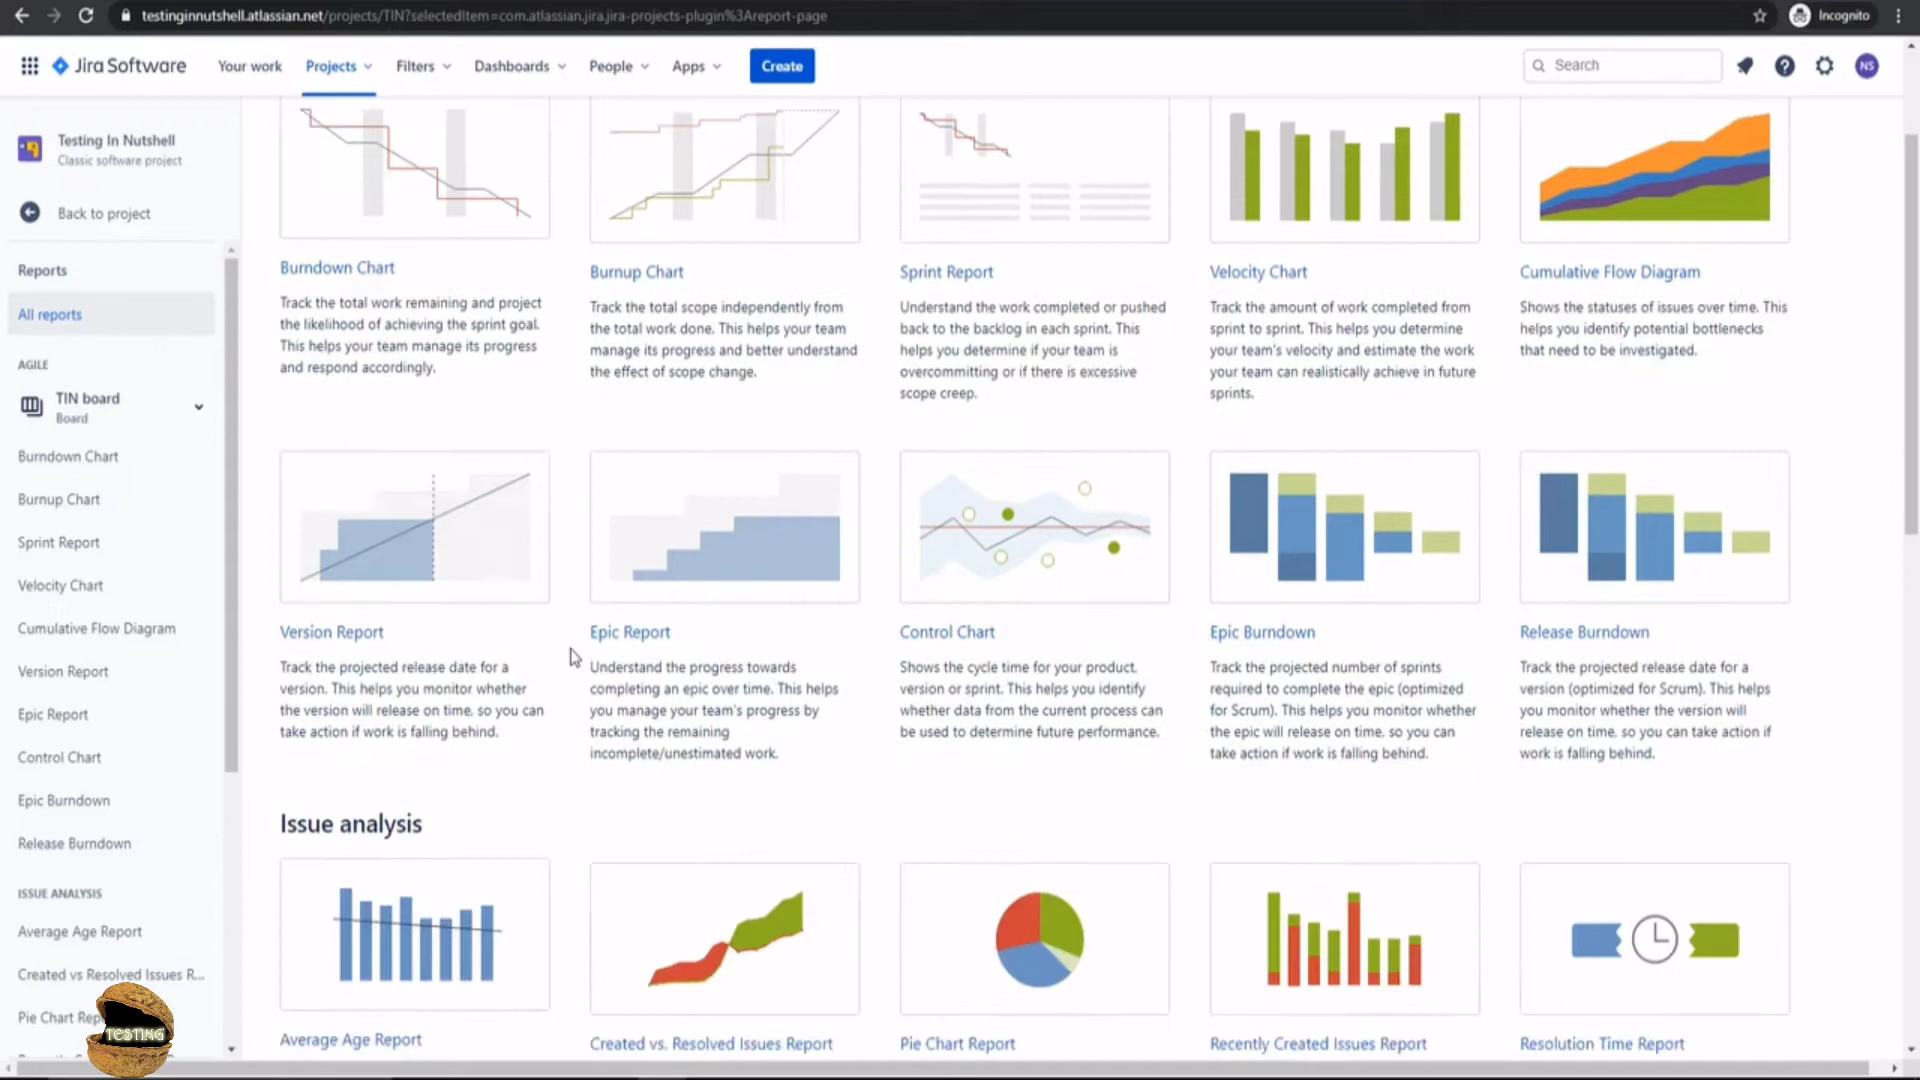 testinginnutshell.atlassian.net/projects/TIN?selectedItem=com.atlassian.jira.jira-projects-plugin%3Areport-page
Incognito
Jira Software
Your work
Projects
Filters
Dashboards
People
Apps
Create
Search
NS
Testing In Nutshell
Classic software project
Back to project
Reports
All reports
AGILE
TIN board
Board
Burndown Chart
Burnup Chart
Sprint Report
Velocity Chart
Cumulative Flow Diagram
Version Report
Epic Report
Control Chart
Epic Burndown
Release Burndown
ISSUE ANALYSIS
Average Age Report
Created vs Resolved Issues R...
Pie Chart Rep
TESTING
Burndown Chart
Track the total work remaining and project
the likelihood of achieving the sprint goal.
This helps your team manage its progress
and respond accordingly.
Burnup Chart
Track the total scope independently from
the total work done. This helps your team
manage its progress and better understand
the effect of scope change.
Sprint Report
Understand the work completed or pushed
back to the backlog in each sprint. This
helps you determine if your team is
overcommitting or if there is excessive
scope creep.
Velocity Chart
Track the amount of work completed from
sprint to sprint. This helps you determine
your team's velocity and estimate the work
your team can realistically achieve in future
sprints.
Cumulative Flow Diagram
Shows the statuses of issues over time. This
helps you identify potential bottlenecks
that need to be investigated.
Version Report
Track the projected release date for a
version. This helps you monitor whether
the version will release on time, so you can
take action if work is falling behind.
Epic Report
Understand the progress towards
completing an epic over time. This helps
you manage your team's progress by
tracking the remaining
incomplete/unestimated work.
Control Chart
Shows the cycle time for your product,
version or sprint. This helps you identify
whether data from the current process can
be used to determine future performance.
Epic Burndown
Track the projected number of sprints
required to complete the epic (optimized
for Scrum). This helps you monitor whether
the epic will release on time, so you can
take action if work is falling behind.
Release Burndown
Track the projected release date for a
version (optimized for Scrum). This helps
you monitor whether the version will
release on time, so you can take action if
work is falling behind.
Issue analysis
Average Age Report
Created vs. Resolved Issues Report
Pie Chart Report
Recently Created Issues Report
Resolution Time Report